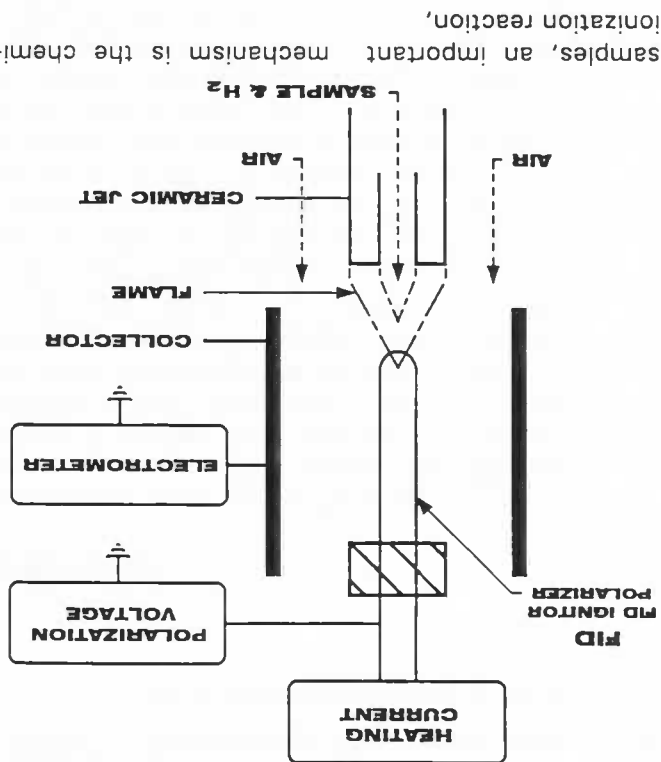 HEATING
CURRENT
FID
FID IGNITOR
POLARIZER
POLARIZATION
VOLTAGE
ELECTROMETER
COLLECTOR
FLAME
CERAMIC JET
AIR
AIR
SAMPLE & H₂
samples, an important mechanism is the chemi-
ionization reaction,